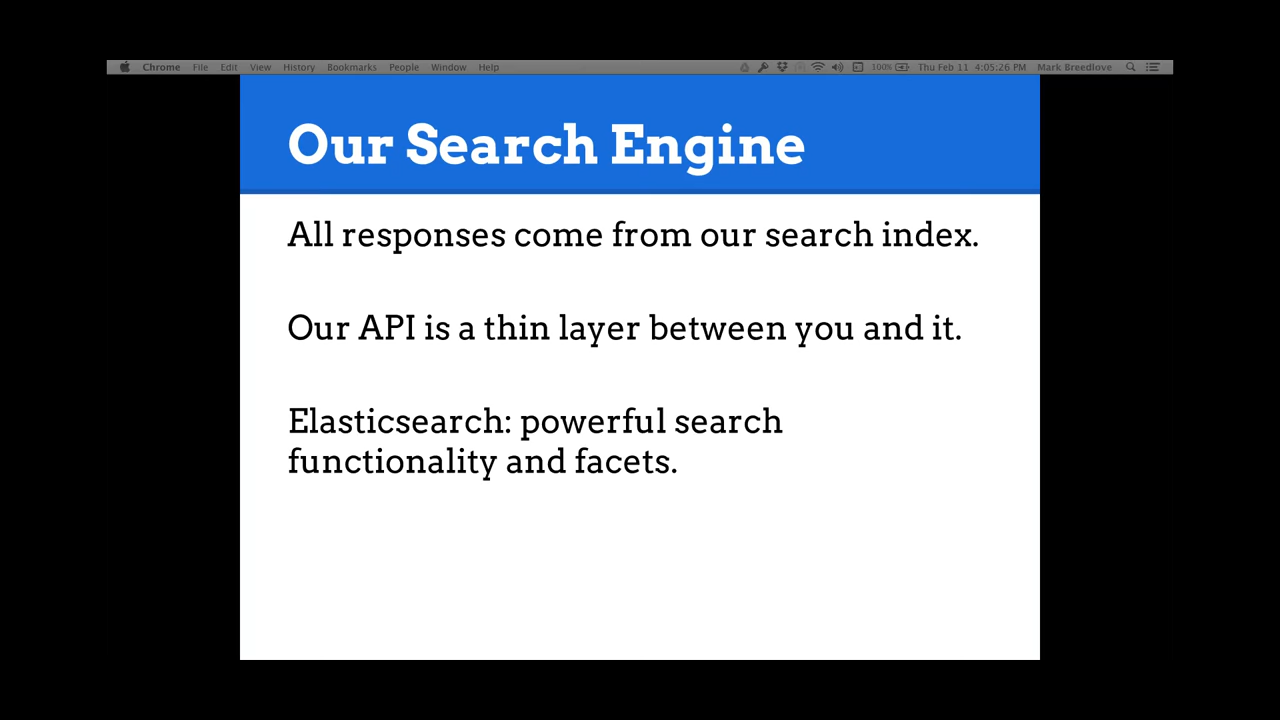 Chrome File Edit View History Bookmarks People Window Help 100% Thu Feb 11 4:05:26 PM Mark Breedlove
Our Search Engine
All responses come from our search index.
Our API is a thin layer between you and it.
Elasticsearch: powerful search
functionality and facets.